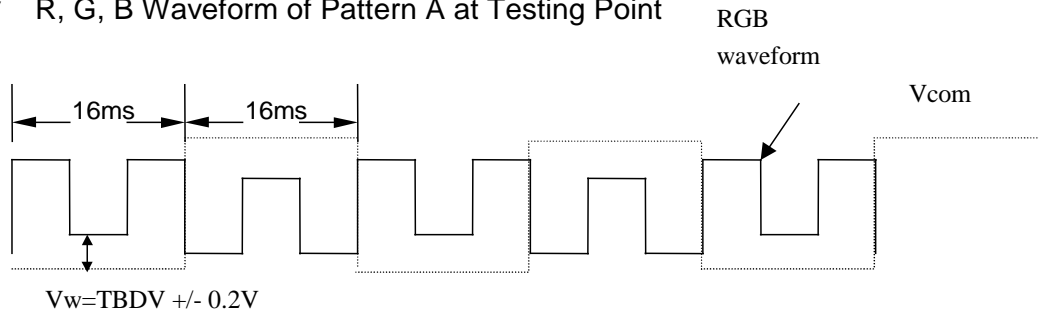 R, G, B Waveform of Pattern A at Testing Point
RGB
waveform
Vcom
16ms
16ms
Vw=TBDV +/- 0.2V